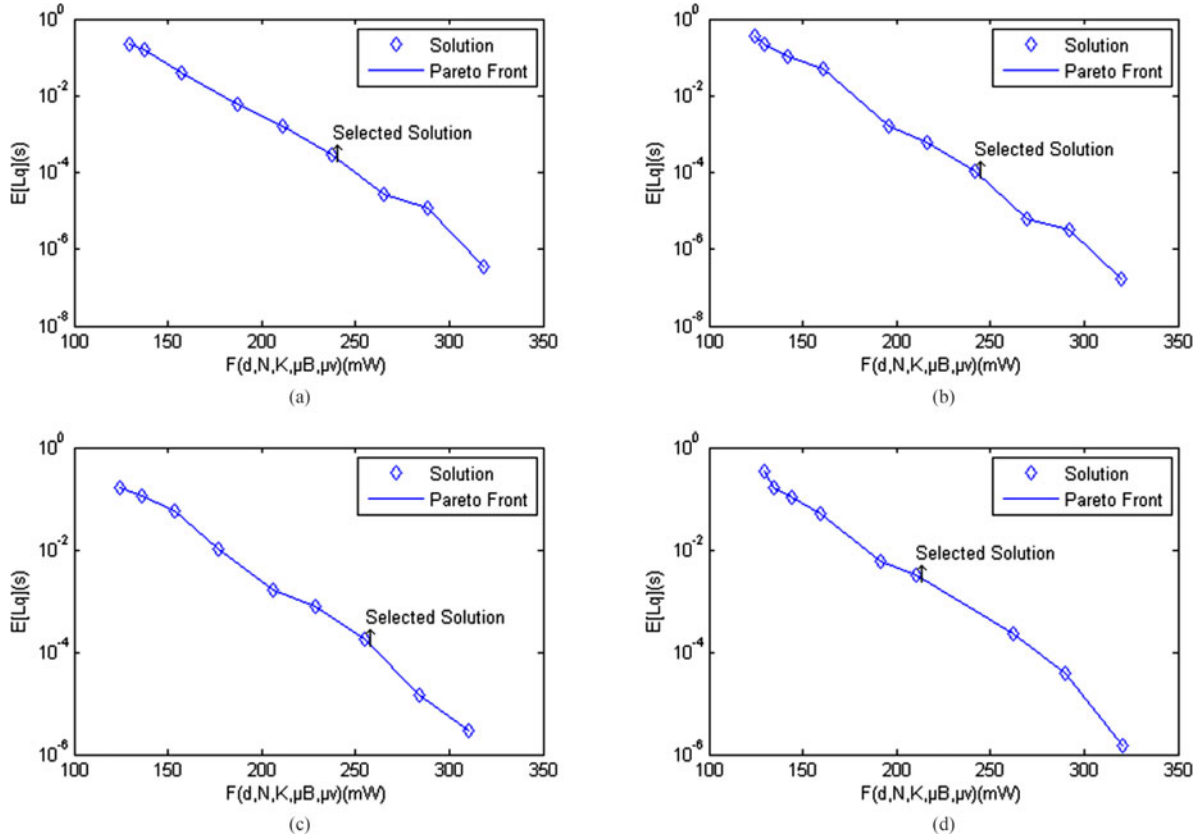 10^0
10^-2
10^-4
10^-6
10^-8
E[Lq](s)
Solution
Pareto Front
Selected Solution
100 150 200 250 300 350
F(d,N,K,µB,µv)(mW)
(a)
10^0
10^-2
10^-4
10^-6
10^-8
E[Lq](s)
Solution
Pareto Front
Selected Solution
100 150 200 250 300 350
F(d,N,K,µB,µv)(mW)
(b)
10^0
10^-2
10^-4
10^-6
E[Lq](s)
Solution
Pareto Front
Selected Solution
100 150 200 250 300 350
F(d,N,K,µB,µv)(mW)
(c)
10^0
10^-2
10^-4
10^-6
E[Lq](s)
Solution
Pareto Front
Selected Solution
100 150 200 250 300 350
F(d,N,K,µB,µv)(mW)
(d)